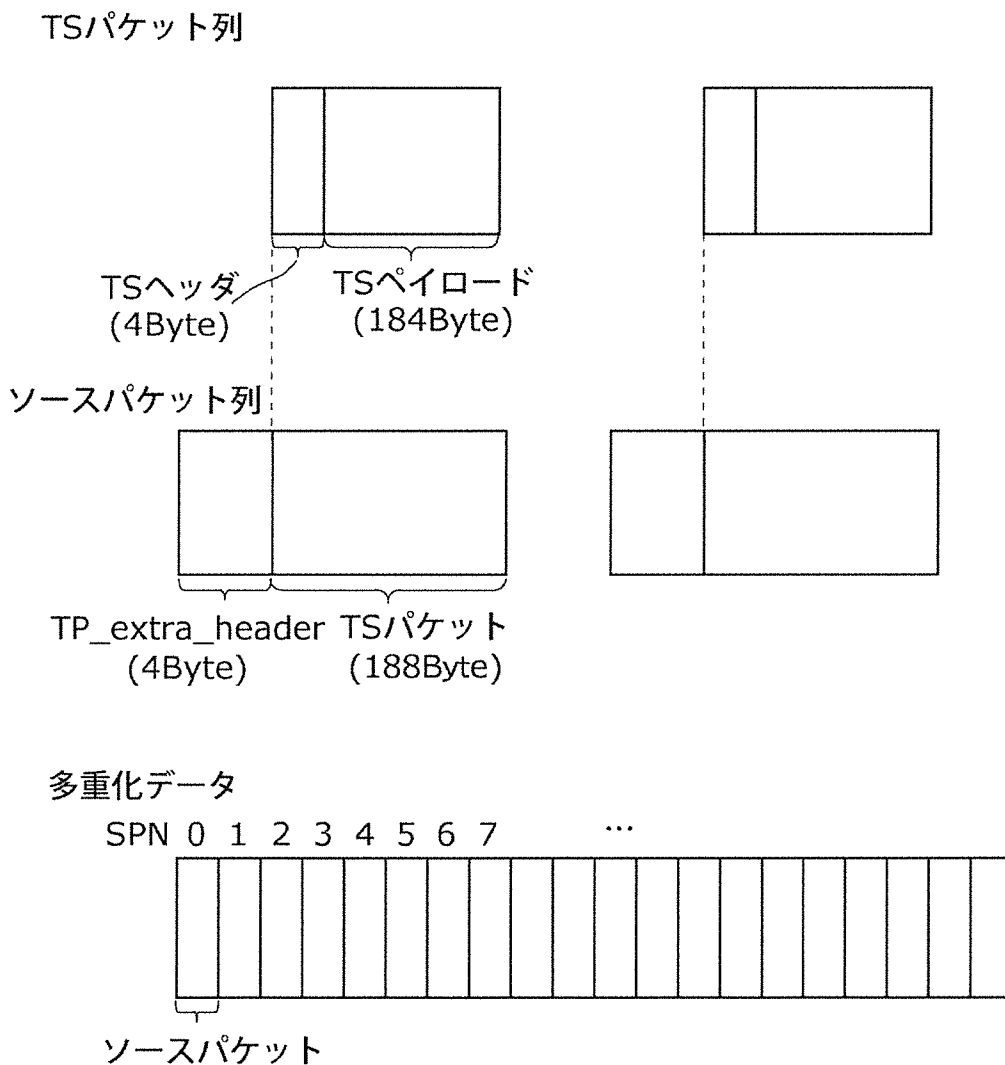 TSパケット列
TSヘッダ
(4Byte)
TSペイロード
(184Byte)
ソースパケット列
TP_extra_header
(4Byte)
TSパケット
(188Byte)
多重化データ
SPN 0 1 2 3 4 5 6 7 …
ソースパケット